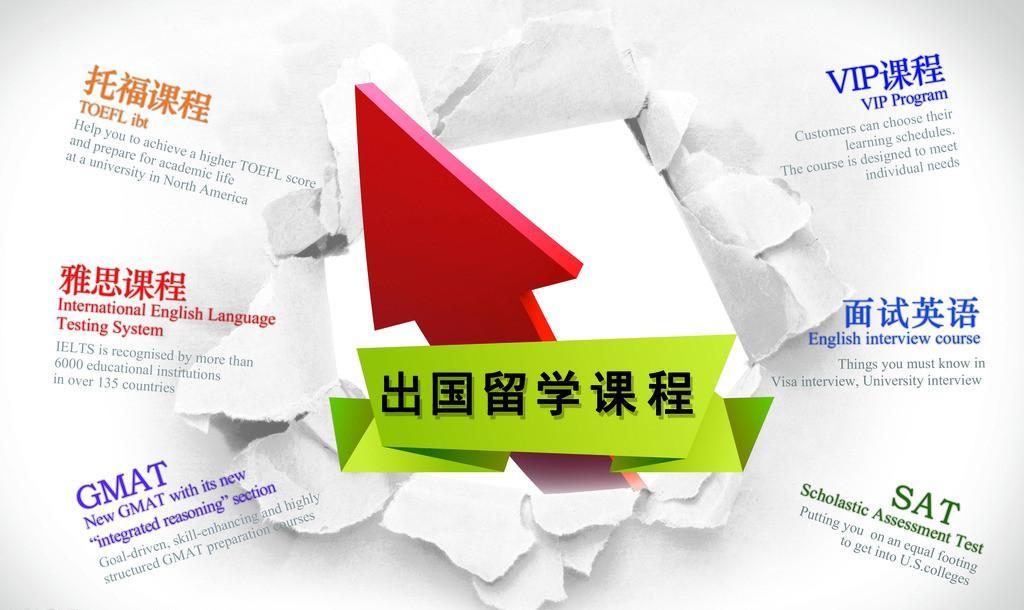 托福课程
TOEFL ibt
Help you to achieve a higher TOEFL score
and prepare for academic life
at a university in North America
雅思课程
International English Language
Testing System
IELTS is recognised by more than
6000 educational institutions
in over 135 countries
GMAT
New GMAT with its new
“integrated reasoning” section
Goal-driven, skill-enhancing and highly
structured GMAT preparation courses
出国留学课程
VIP课程
VIP Program
Customers can choose their
learning schedules.
The course is designed to meet
individual needs
面试英语
English interview course
Things you must know in
Visa interview, University interview
SAT
Scholastic Assessment Test
Putting you on an equal footing
to get into U.S.colleges